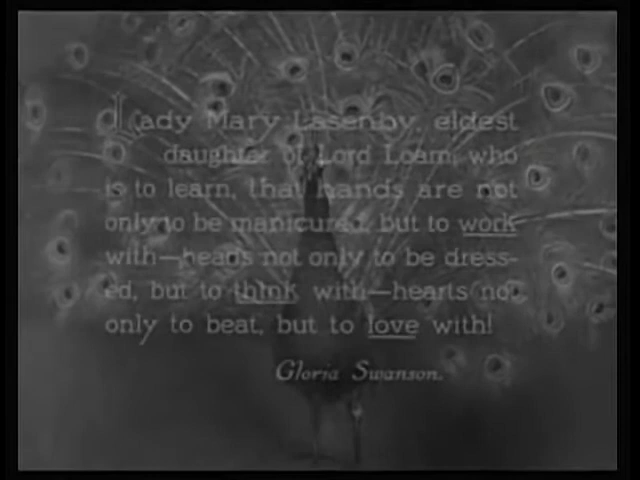 Lady Mary Lasenby, eldest
daughter of Lord Loam, who
is to learn, that hands are not
only to be manicured, but to work
with—heads not only to be dress-
ed, but to think with—hearts not
only to beat, but to love with!
Gloria Swanson.